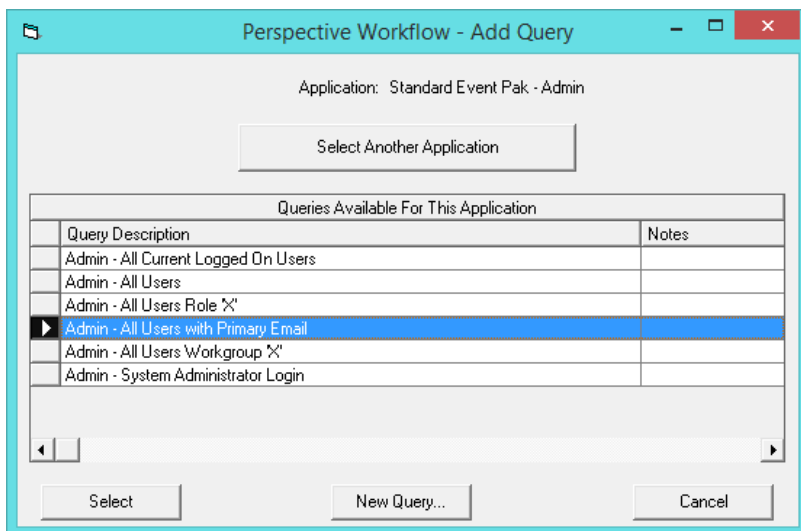 Perspective Workflow - Add Query
Application: Standard Event Pak - Admin
Select Another Application
Queries Available For This Application
Query Description Notes
Admin - All Current Logged On Users
Admin - All Users
Admin - All Users Role 'X'
Admin - All Users with Primary Email
Admin - All Users Workgroup 'X'
Admin - System Administrator Login
Select New Query... Cancel